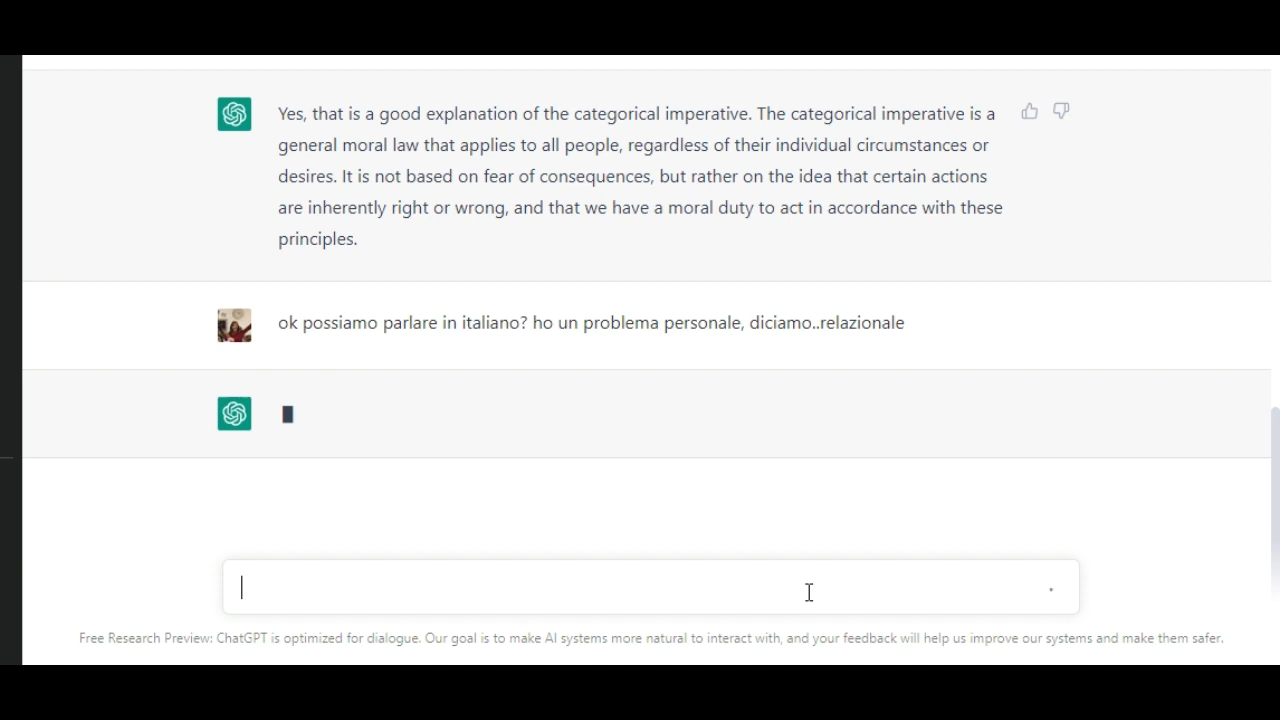 Yes, that is a good explanation of the categorical imperative. The categorical imperative is a
general moral law that applies to all people, regardless of their individual circumstances or
desires. It is not based on fear of consequences, but rather on the idea that certain actions
are inherently right or wrong, and that we have a moral duty to act in accordance with these
principles.
ok possiamo parlare in italiano? ho un problema personale, diciamo..relazionale
Free Research Preview: ChatGPT is optimized for dialogue. Our goal is to make AI systems more natural to interact with, and your feedback will help us improve our systems and make them safer.